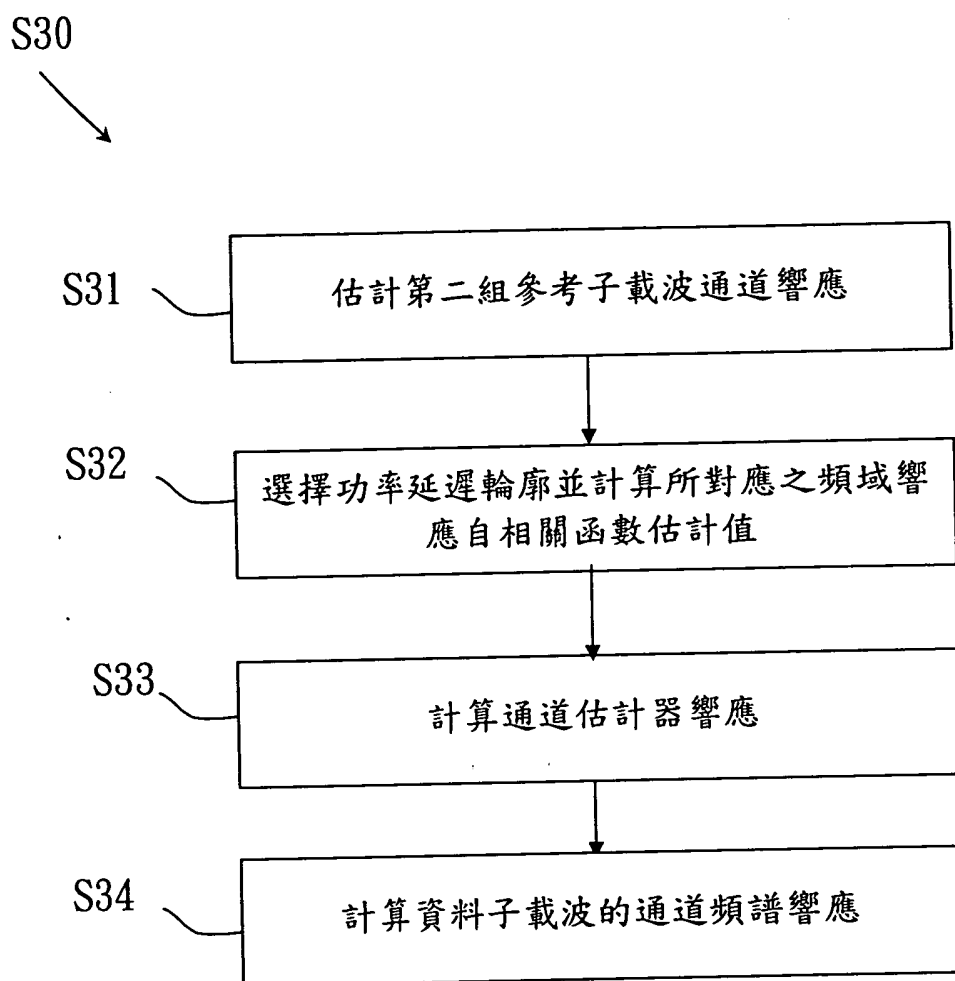 S30
S31
估計第二組參考子載波通道響應
S32
選擇功率延遲輪廓並計算所對應之頻域響
應自相關函數估計值
S33
計算通道估計器響應
S34
計算資料子載波的通道頻譜響應